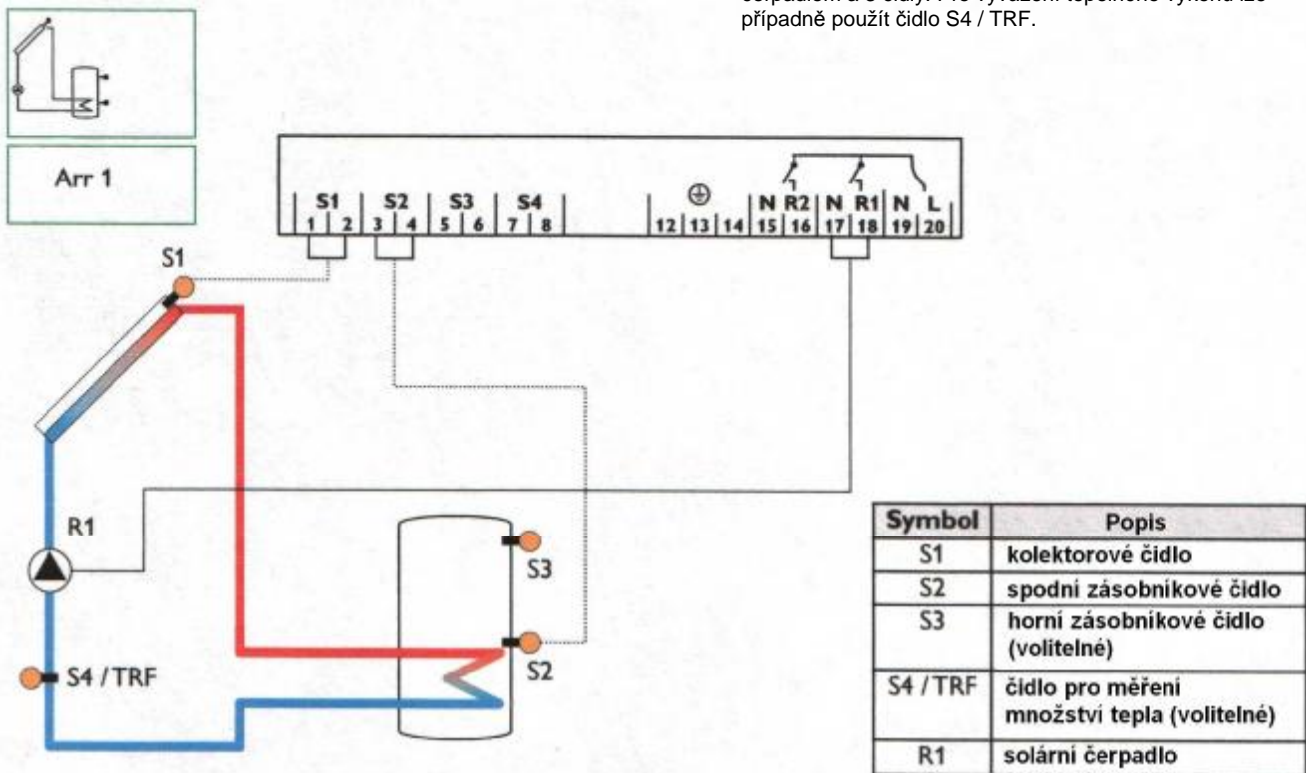 případně použít čidlo S4 / TRF.
Arr 1
S1 S2 S3 S4 N R2 N R1 N L
1 2 3 4 5 6 7 8 12 13 14 15 16 17 18 19 20
S1
R1
S3
S2
S4 / TRF
Symbol Popis
S1 kolektorové čidlo
S2 spodní zásobníkové čidlo
S3 horní zásobníkové čidlo
(volitelné)
S4 / TRF čidlo pro měření
množství tepla (volitelné)
R1 solární čerpadlo